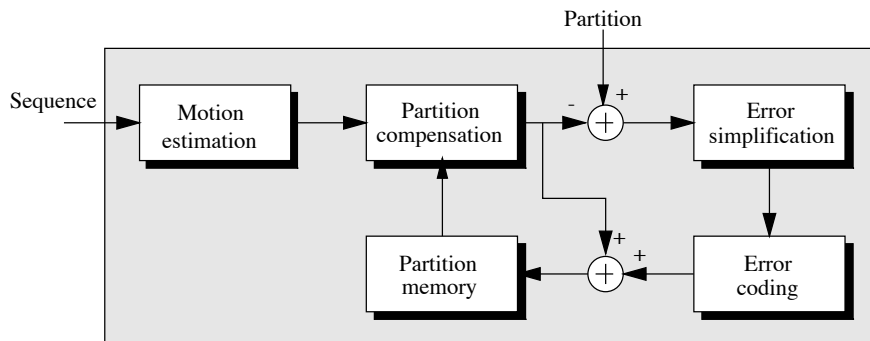 Partition
Sequence
Motion
estimation
Partition
compensation
-
+
+
Error
simplification
Partition
memory
+
+
+
Error
coding